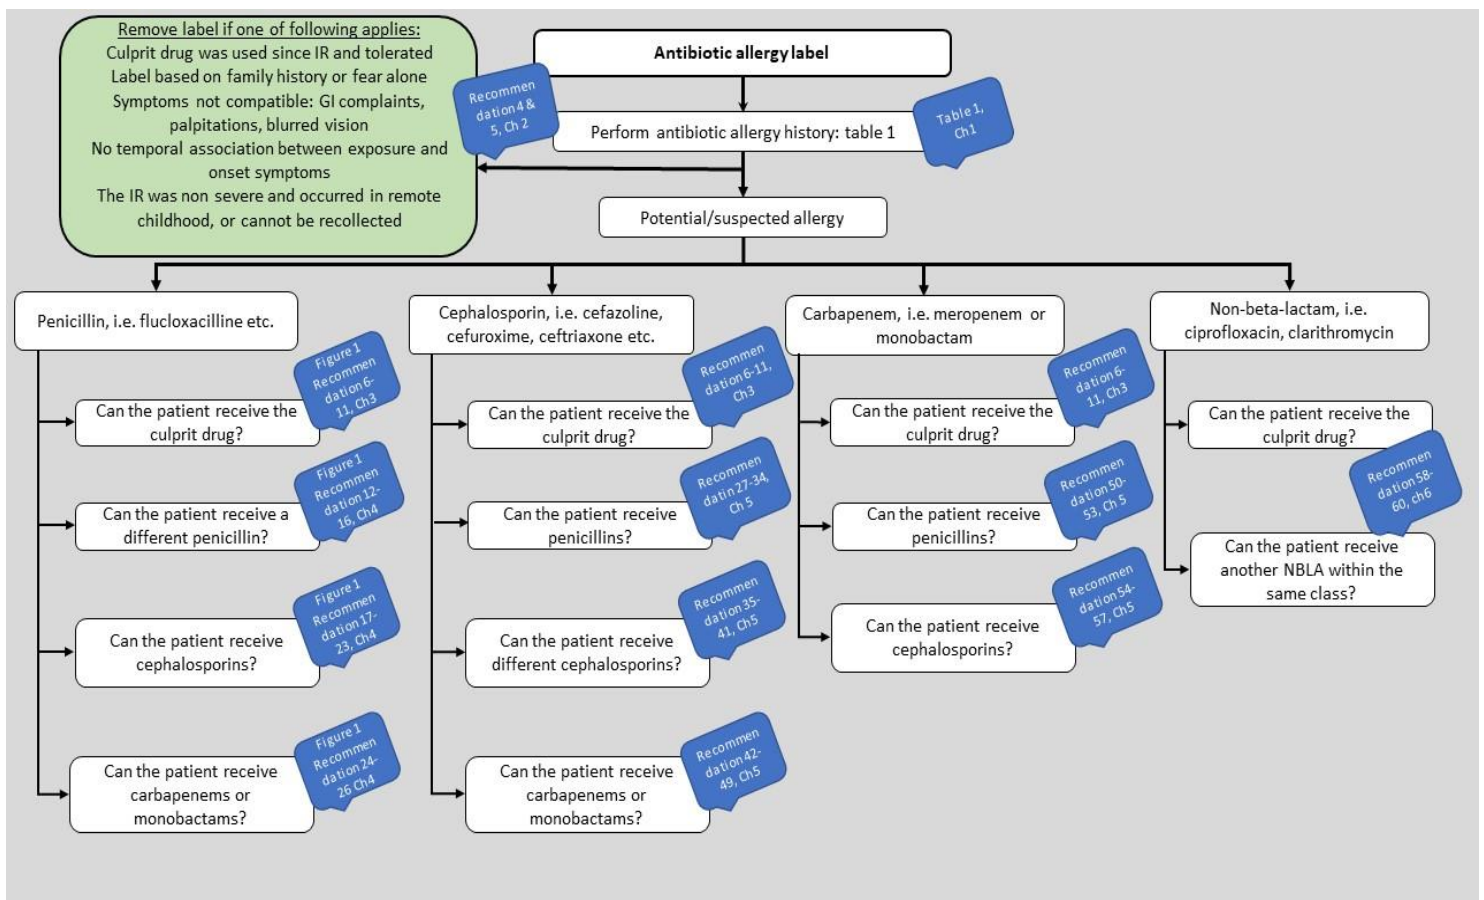 Remove label if one of following applies:
Culprit drug was used since IR and tolerated
Label based on family history or fear alone
Symptoms not compatible: GI complaints,
palpitations, blurred vision
No temporal association between exposure and
onset symptoms
The IR was non severe and occurred in remote
childhood, or cannot be recollected
Antibiotic allergy label
Recommen
dation 4 &
5, Ch 2
Perform antibiotic allergy history: table 1
Table 1,
Ch1
Potential/suspected allergy
Penicillin, i.e. flucloxacilline etc.
Figure 1
Recommen
dation 6-
11, Ch3
Can the patient receive the
culprit drug?
Figure 1
Recommen
dation 12-
16, Ch4
Can the patient receive a
different penicillin?
Figure 1
Recommen
dation 17-
23, Ch4
Can the patient receive
cephalosporins?
Figure 1
Recommen
dation 24-
26 Ch4
Can the patient receive
carbapenems or
monobactams?
Cephalosporin, i.e. cefazoline,
cefuroxime, ceftriaxone etc.
Recommen
dation 6-11,
Ch3
Can the patient receive the
culprit drug?
Recommen
datin 27-34,
Ch 5
Can the patient receive
penicillins?
Recommen
dation 35-
41, Ch5
Can the patient receive
different cephalosporins?
Recommen
dation 42-
49, Ch5
Can the patient receive
carbapenems or
monobactams?
Carbapenem, i.e. meropenem or
monobactam
Recommen
dation 6-
11, Ch3
Can the patient receive the
culprit drug?
Recommen
dation 50-
53, Ch 5
Can the patient receive
penicillins?
Recommen
dation 54-
57, Ch5
Can the patient receive
cephalosporins?
Non-beta-lactam, i.e.
ciprofloxacin, clarithromycin
Can the patient receive the
culprit drug?
Recommen
dation 58-
60, ch6
Can the patient receive
another NBLA within the
same class?